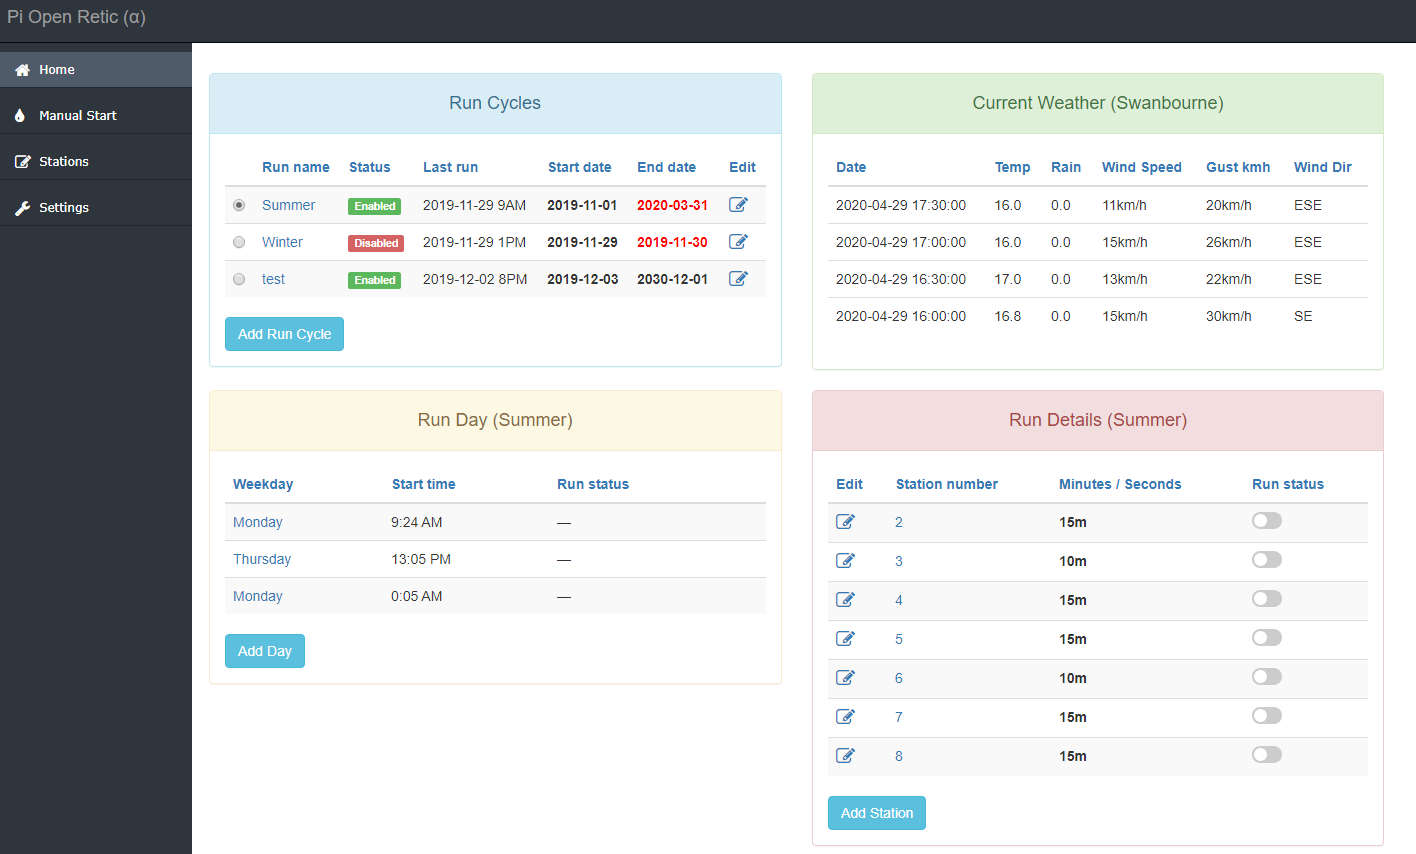 Pi Open Retic (α)
Home
Manual Start
Stations
Settings
Run Cycles
Run name Status Last run Start date End date Edit
Summer Enabled 2019-11-29 9AM 2019-11-01 2020-03-31
Winter Disabled 2019-11-29 1PM 2019-11-29 2019-11-30
test Enabled 2019-12-02 8PM 2019-12-03 2030-12-01
Add Run Cycle
Current Weather (Swanbourne)
Date Temp Rain Wind Speed Gust kmh Wind Dir
2020-04-29 17:30:00 16.0 0.0 11km/h 20km/h ESE
2020-04-29 17:00:00 16.0 0.0 15km/h 26km/h ESE
2020-04-29 16:30:00 17.0 0.0 13km/h 22km/h ESE
2020-04-29 16:00:00 16.8 0.0 15km/h 30km/h SE
Run Day (Summer)
Weekday Start time Run status
Monday 9:24 AM —
Thursday 13:05 PM —
Monday 0:05 AM —
Add Day
Run Details (Summer)
Edit Station number Minutes / Seconds Run status
2 15m
3 10m
4 15m
5 15m
6 10m
7 15m
8 15m
Add Station